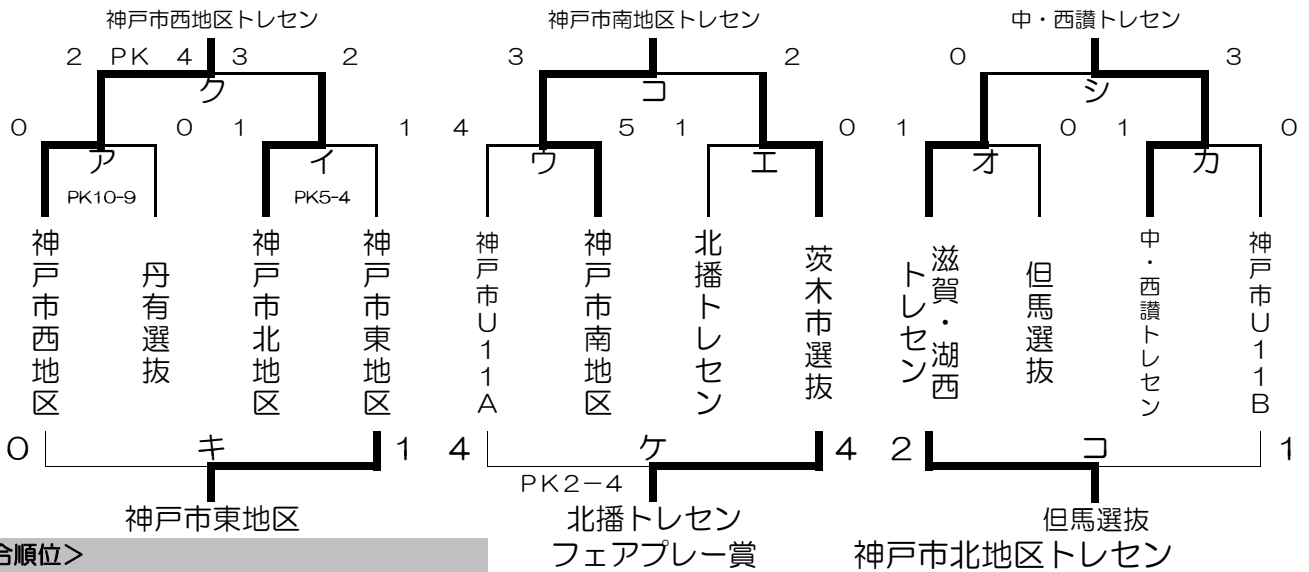 神戸市西地区トレセン
神戸市南地区トレセン
中・西讃トレセン
2 PK 4 3 2
3 2
0 3
ク
コ
シ
0 0 1 1
4 5 1 0
1 0 1 0
ア
イ
ウ
エ
オ
カ
PK10-9
PK5-4
神戸市西地区
丹有選抜
神戸市北地区
神戸市東地区
神戸市U11A
神戸市南地区
北播トレセン
茨木市選抜
滋賀・湖西
トレセン
但馬選抜
中・西讃トレセン
神戸市U11B
0 キ 1
4 ケ 4
2 コ 1
PK2−4
神戸市東地区
北播トレセン
但馬選抜
フェアプレー賞
神戸市北地区トレセン
合順位>